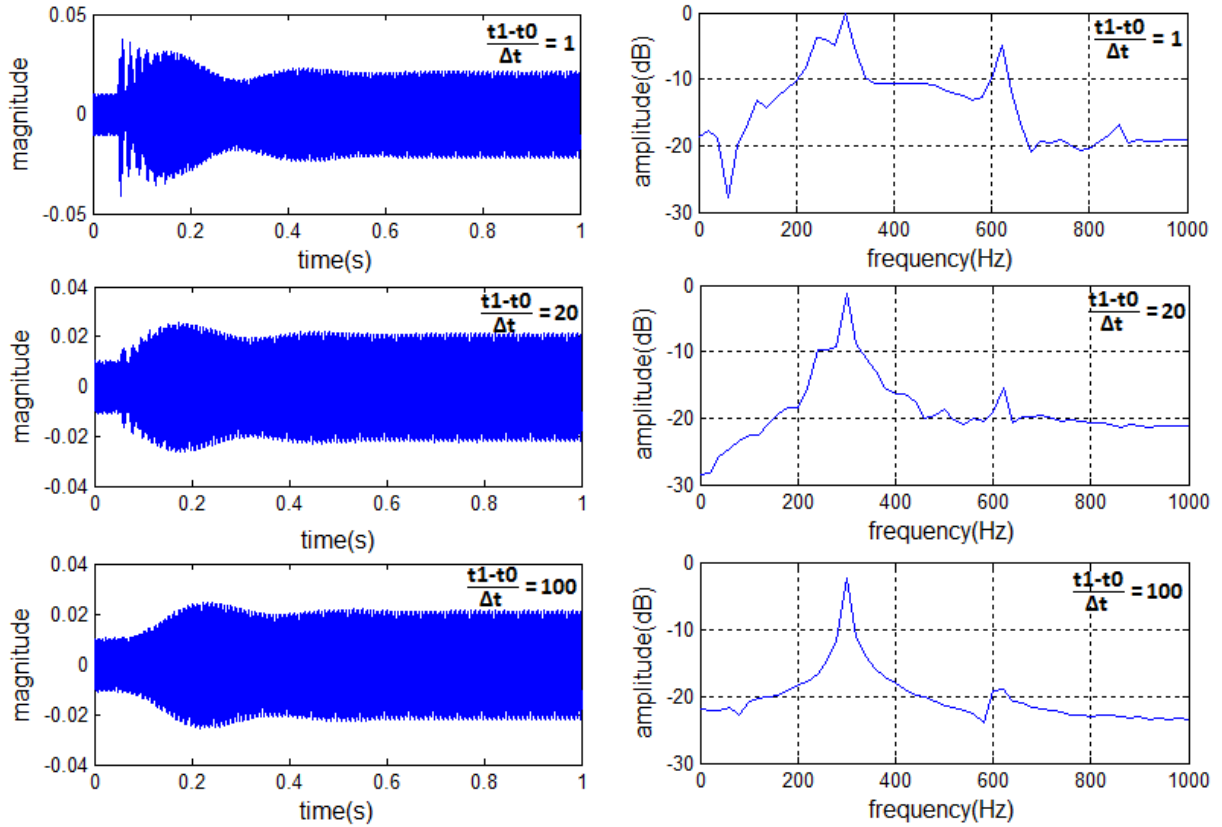 0.05
0
-0.05
magnitude
t1-t0
Δt
= 1
0 0.2 0.4 0.6 0.8 1
time(s)
0
-10
-20
-30
amplitude(dB)
t1-t0
Δt
= 1
0 200 400 600 800 1000
frequency(Hz)
0.04
0.02
0
-0.02
-0.04
magnitude
t1-t0
Δt
= 20
0 0.2 0.4 0.6 0.8 1
time(s)
0
-10
-20
-30
amplitude(dB)
t1-t0
Δt
= 20
0 200 400 600 800 1000
frequency(Hz)
0.04
0.02
0
-0.02
-0.04
magnitude
t1-t0
Δt
= 100
0 0.2 0.4 0.6 0.8 1
time(s)
0
-10
-20
-30
amplitude(dB)
t1-t0
Δt
= 100
0 200 400 600 800 1000
frequency(Hz)